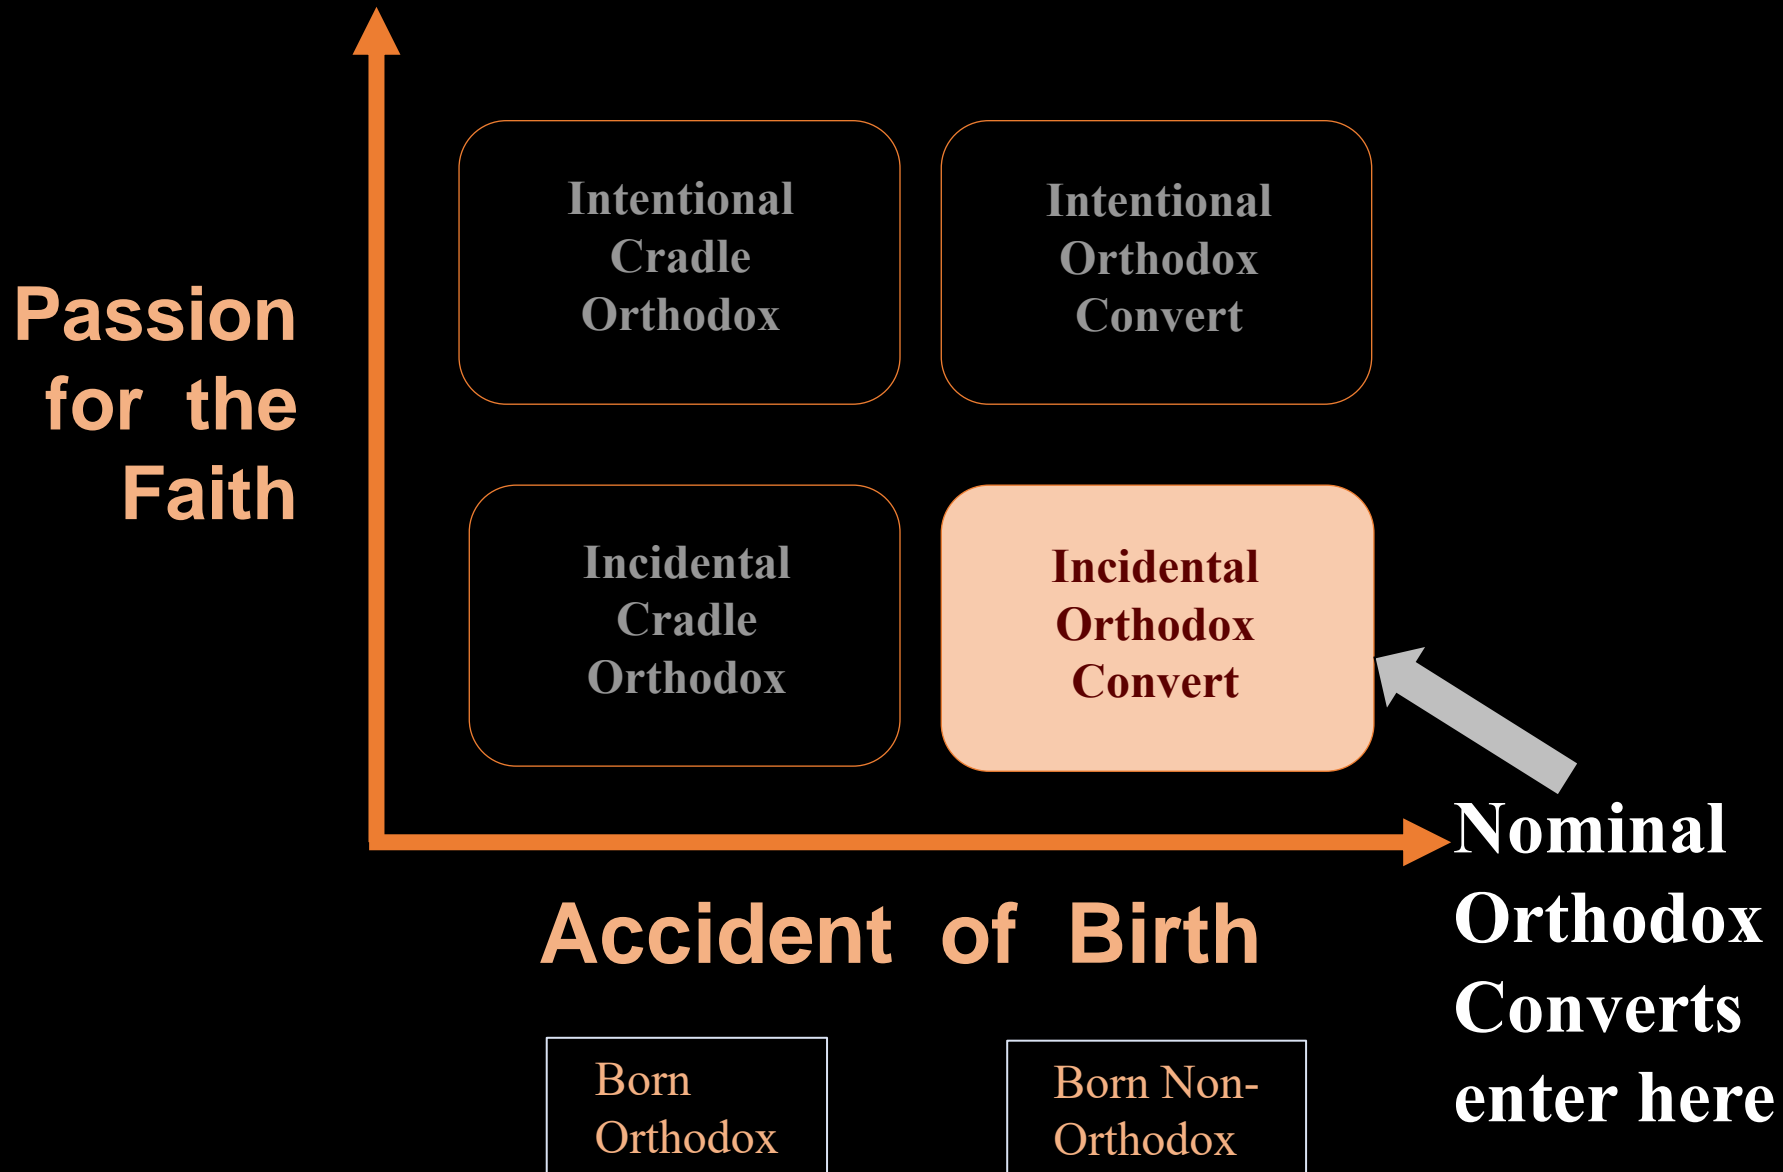 Intentional
Cradle
Orthodox
Intentional
Orthodox
Convert
Passion
for the
Faith
Incidental
Cradle
Orthodox
Incidental
Orthodox
Convert
Nominal
Orthodox
Converts
enter here
Accident of Birth
Born
Orthodox
Born Non-
Orthodox